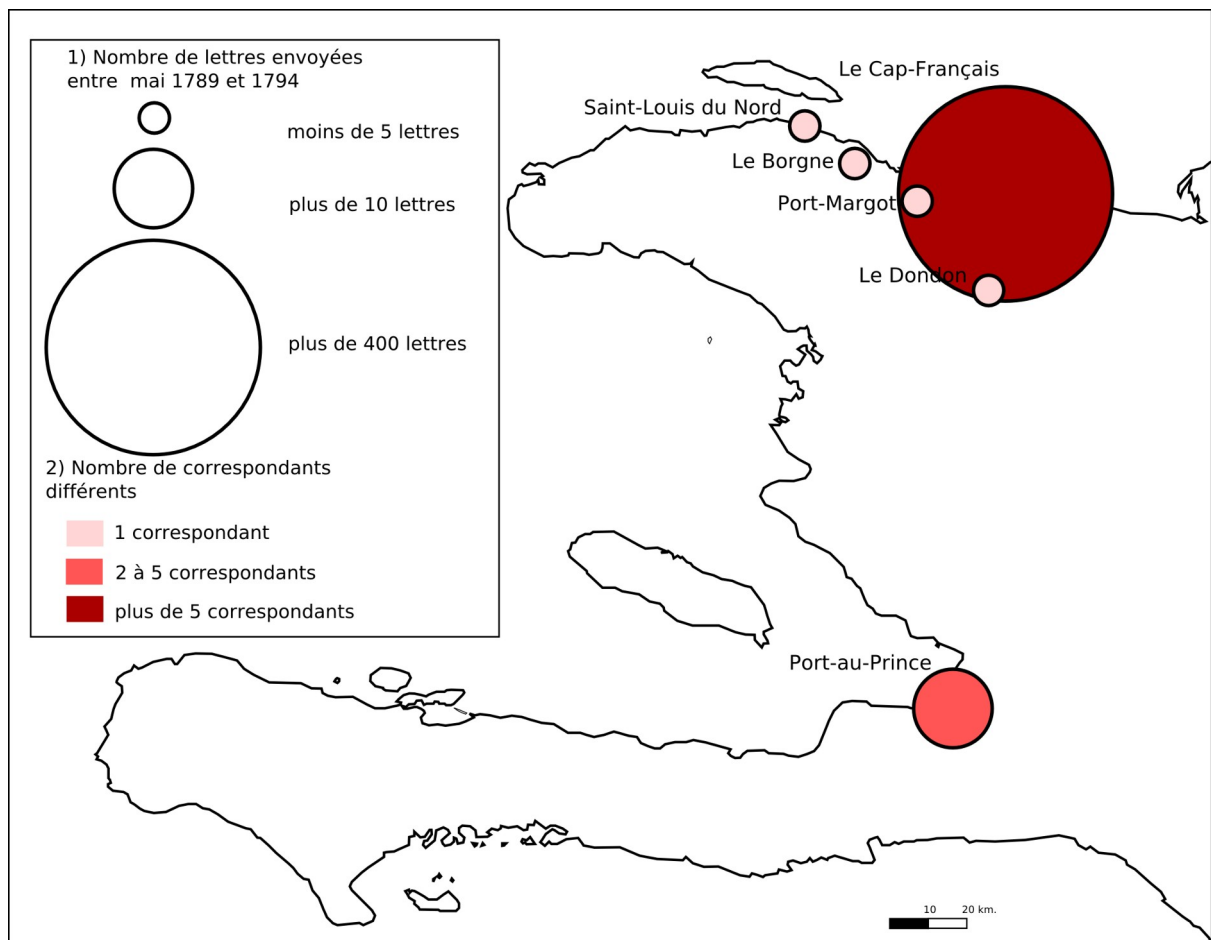 1) Nombre de lettres envoyées
entre mai 1789 et 1794
moins de 5 lettres
plus de 10 lettres
plus de 400 lettres
2) Nombre de correspondants
différents
1 correspondant
2 à 5 correspondants
plus de 5 correspondants
Le Cap-Français
Saint-Louis du Nord
Le Borgne
Port-Margot
Le Dondon
Port-au-Prince
10 20 km.